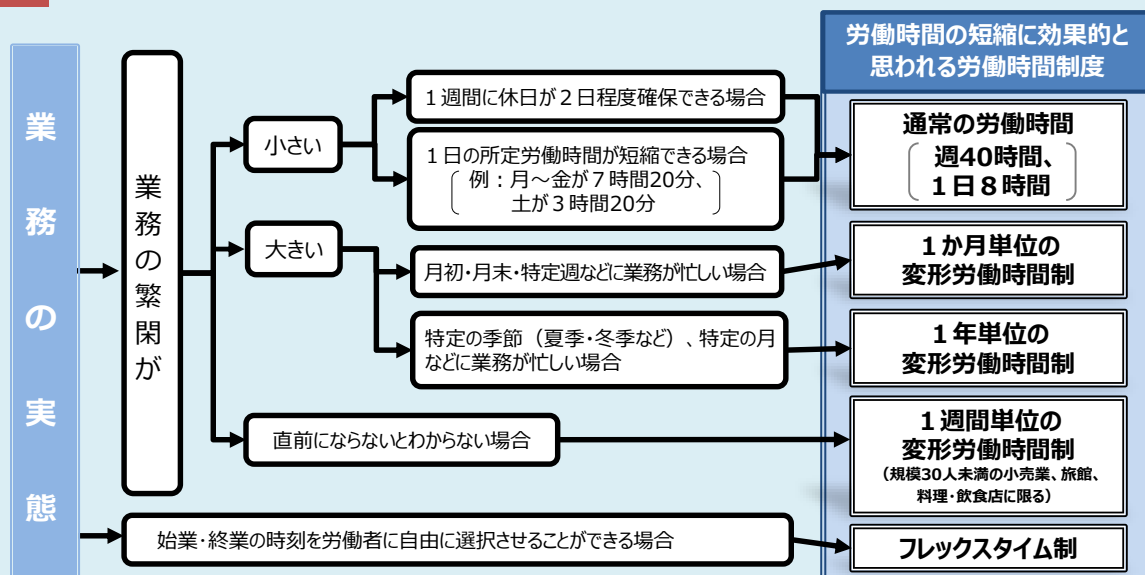 労働時間の短縮に効果的と
思われる労働時間制度
業務の実態
業務の繁閑が
小さい
１週間に休日が２日程度確保できる場合
１日の所定労働時間が短縮できる場合
例：月～金が７時間20分、
土が３時間20分
通常の労働時間
週40時間、
１日８時間
大きい
月初・月末・特定週などに業務が忙しい場合
１か月単位の
変形労働時間制
特定の季節（夏季・冬季など）、特定の月
などに業務が忙しい場合
１年単位の
変形労働時間制
直前にならないとわからない場合
１週間単位の
変形労働時間制
（規模30人未満の小売業、旅館、
料理・飲食店に限る）
始業・終業の時刻を労働者に自由に選択させることができる場合
フレックスタイム制